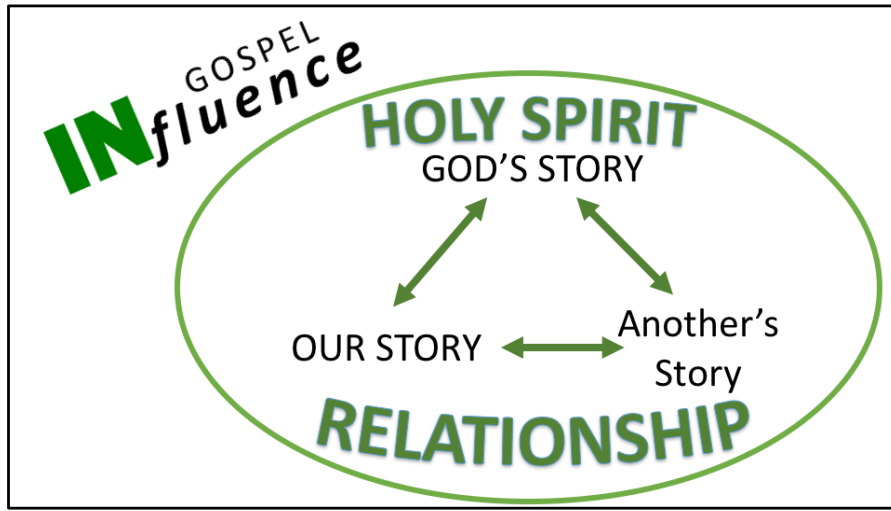 GOSPEL
INfluence
HOLY SPIRIT
GOD'S STORY
OUR STORY
Another's
Story
RELATIONSHIP